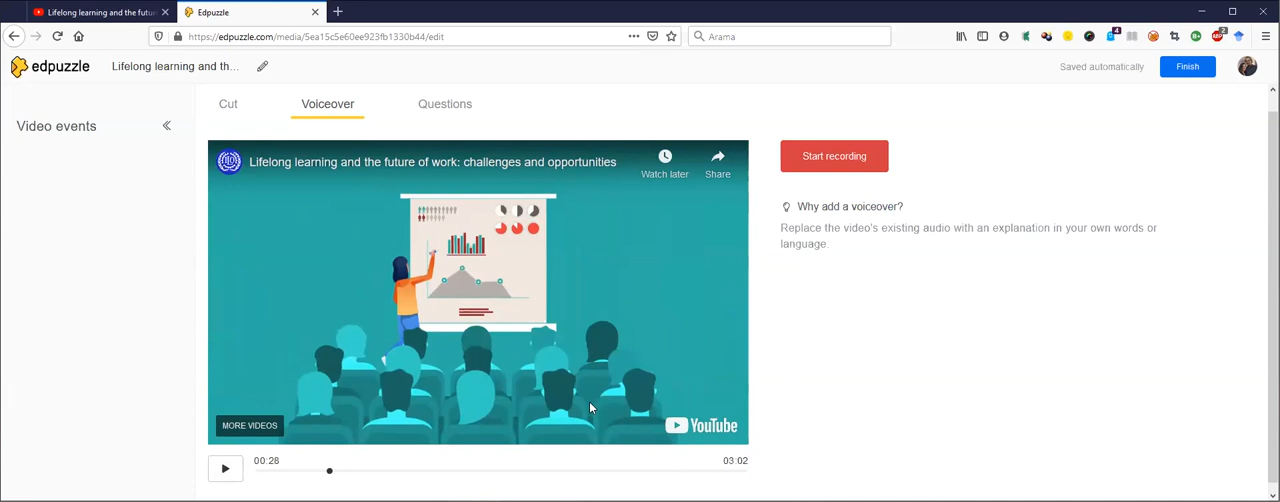 Lifelong learning and the futur
Edpuzzle
https://edpuzzle.com/media/5ea15c5e60ee923fb1330b44/edit
Arama
4
2
edpuzzle
Lifelong learning and th...
Saved automatically
Finish
Video events
Cut
Voiceover
Questions
Lifelong learning and the future of work: challenges and opportunities
Watch later
Share
MORE VIDEOS
YouTube
Start recording
Why add a voiceover?
Replace the video's existing audio with an explanation in your own words or
language.
00:28
03:02